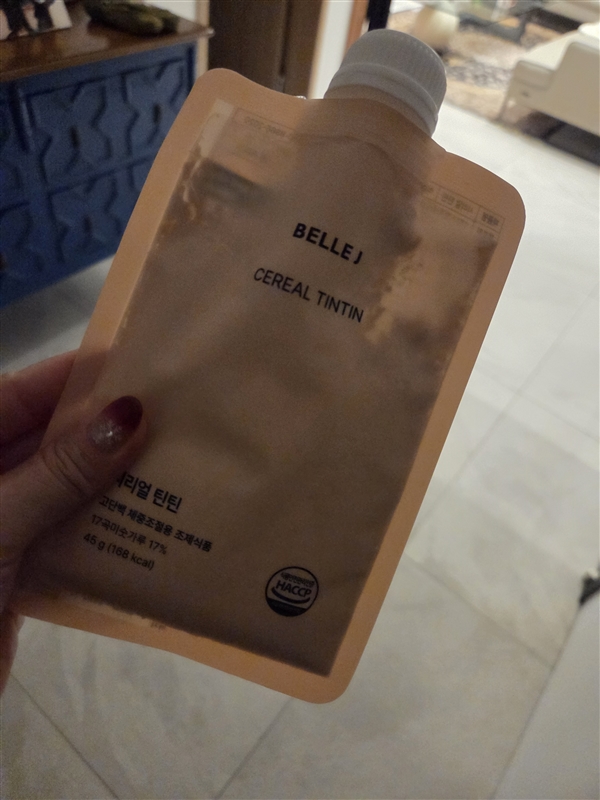 BELLEJ
CEREAL TINTIN
리얼 틴틴
고단백 체중조절용 조제식품
17곡미숫가루 17%
45 g (166 kcal)
HACCP